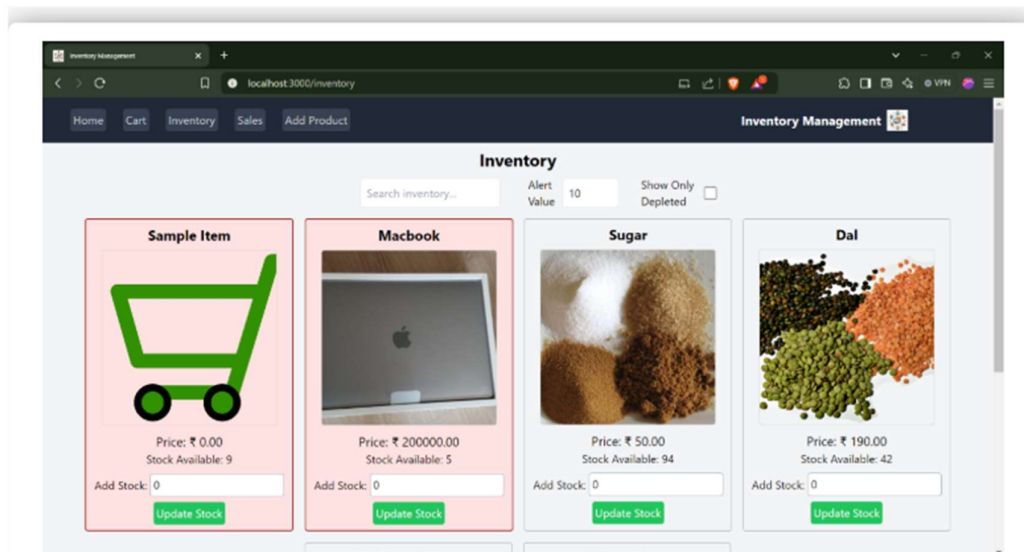 Inventory Management
localhost:3000/inventory
VPN
Home Cart Inventory Sales Add Product
Inventory Management
Inventory
Search inventory...
Alert Value 10
Show Only Depleted
Sample Item
Price: ₹ 0.00
Stock Available: 9
Add Stock: 0
Update Stock
Macbook
Price: ₹ 200000.00
Stock Available: 5
Add Stock: 0
Update Stock
Sugar
Price: ₹ 50.00
Stock Available: 94
Add Stock: 0
Update Stock
Dal
Price: ₹ 190.00
Stock Available: 42
Add Stock: 0
Update Stock